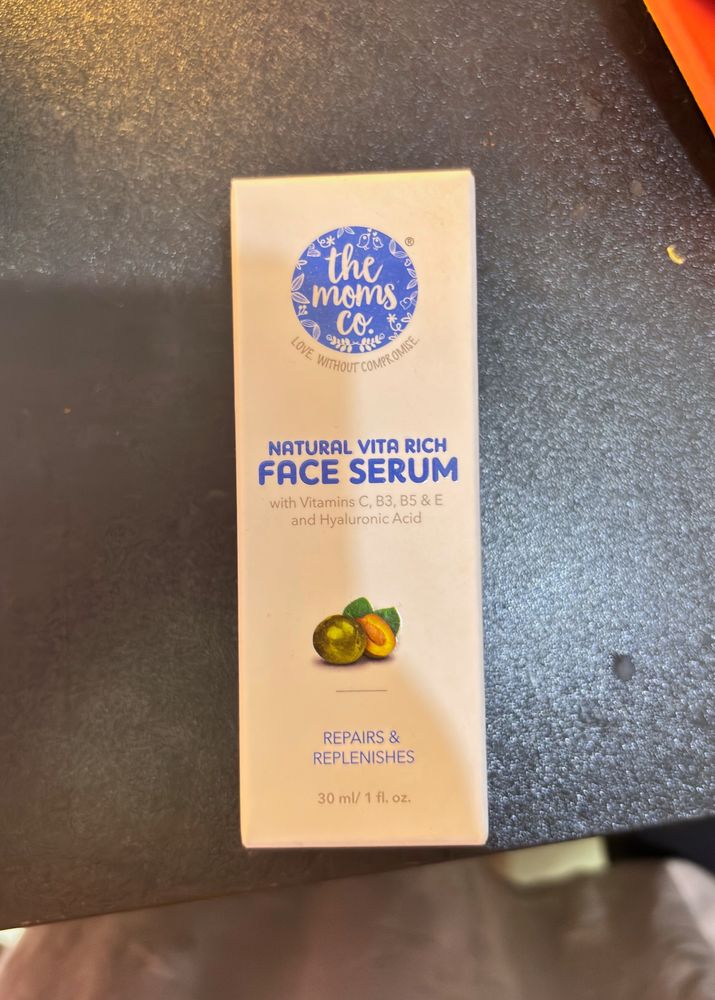 the
moms
co.
®
LOVE. WITHOUT COMPROMISE.
NATURAL VITA RICH
FACE SERUM
with Vitamins C, B3, B5 & E
and Hyaluronic Acid
REPAIRS &
REPLENISHES
30 ml/ 1 fl. oz.